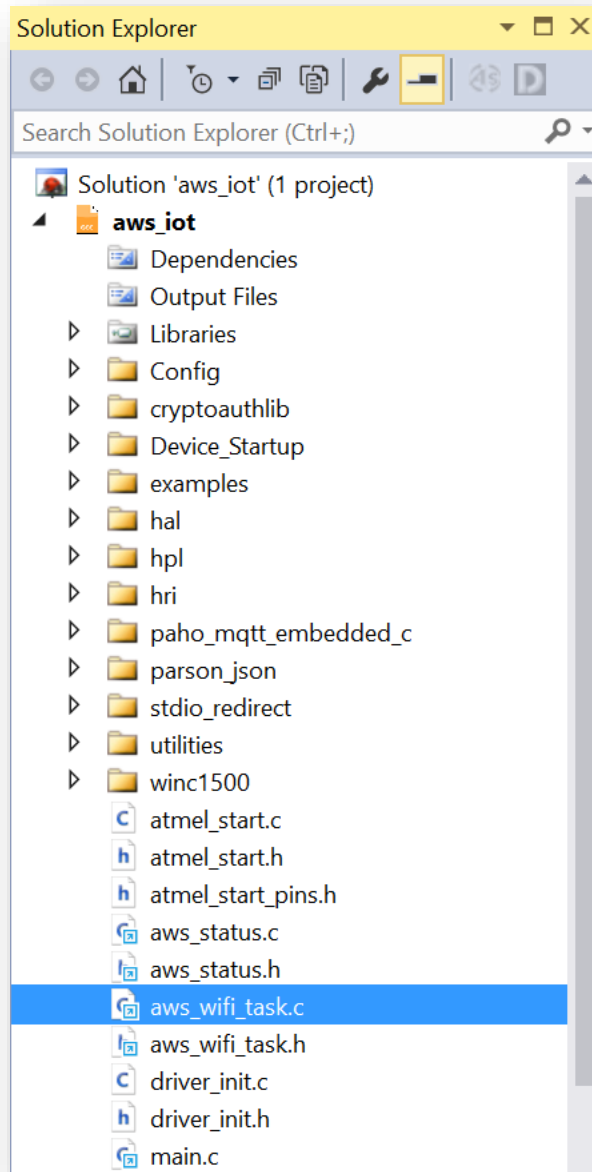 Solution Explorer
Search Solution Explorer (Ctrl+;)
Solution 'aws_iot' (1 project)
aws_iot
Dependencies
Output Files
Libraries
Config
cryptoauthlib
Device_Startup
examples
hal
hpl
hri
paho_mqtt_embedded_c
parson_json
stdio_redirect
utilities
winc1500
atmel_start.c
atmel_start.h
atmel_start_pins.h
aws_status.c
aws_status.h
aws_wifi_task.c
aws_wifi_task.h
driver_init.c
driver_init.h
main.c